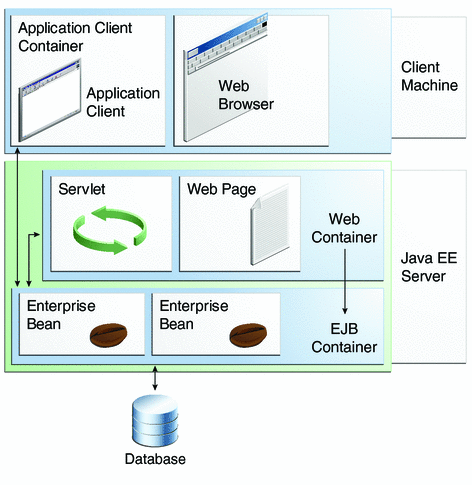 Application Client
Container
Application
Client
Web
Browser
Client
Machine
Servlet
Web Page
Web
Container
Java EE
Server
Enterprise
Bean
Enterprise
Bean
EJB
Container
Database